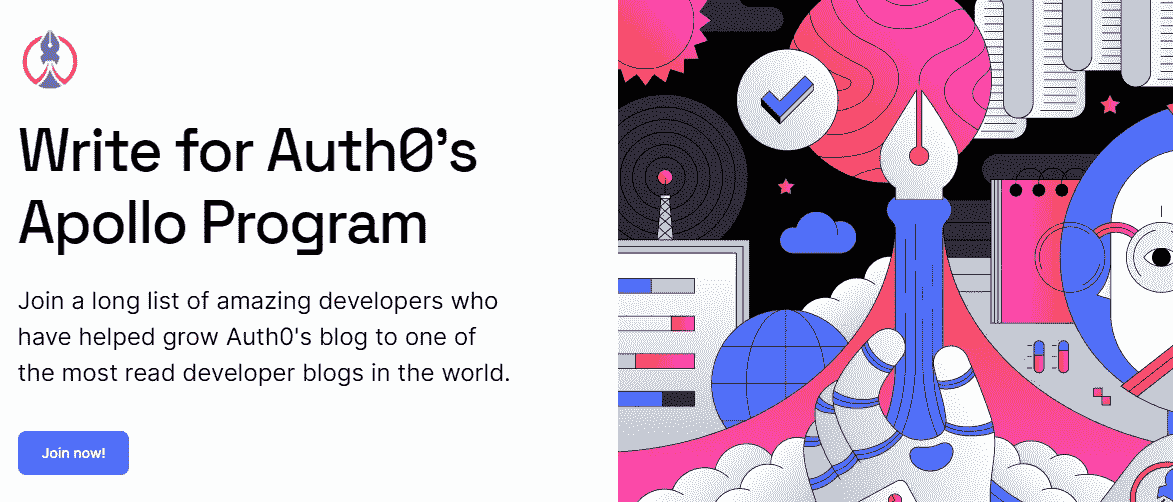 Write for Auth0's
Apollo Program
Join a long list of amazing developers who
have helped grow Auth0's blog to one of
the most read developer blogs in the world.
Join now!